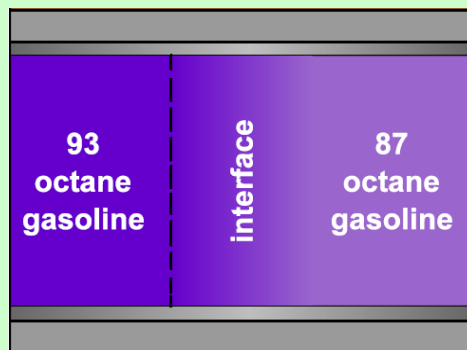 93
octane
gasoline
interface
87
octane
gasoline